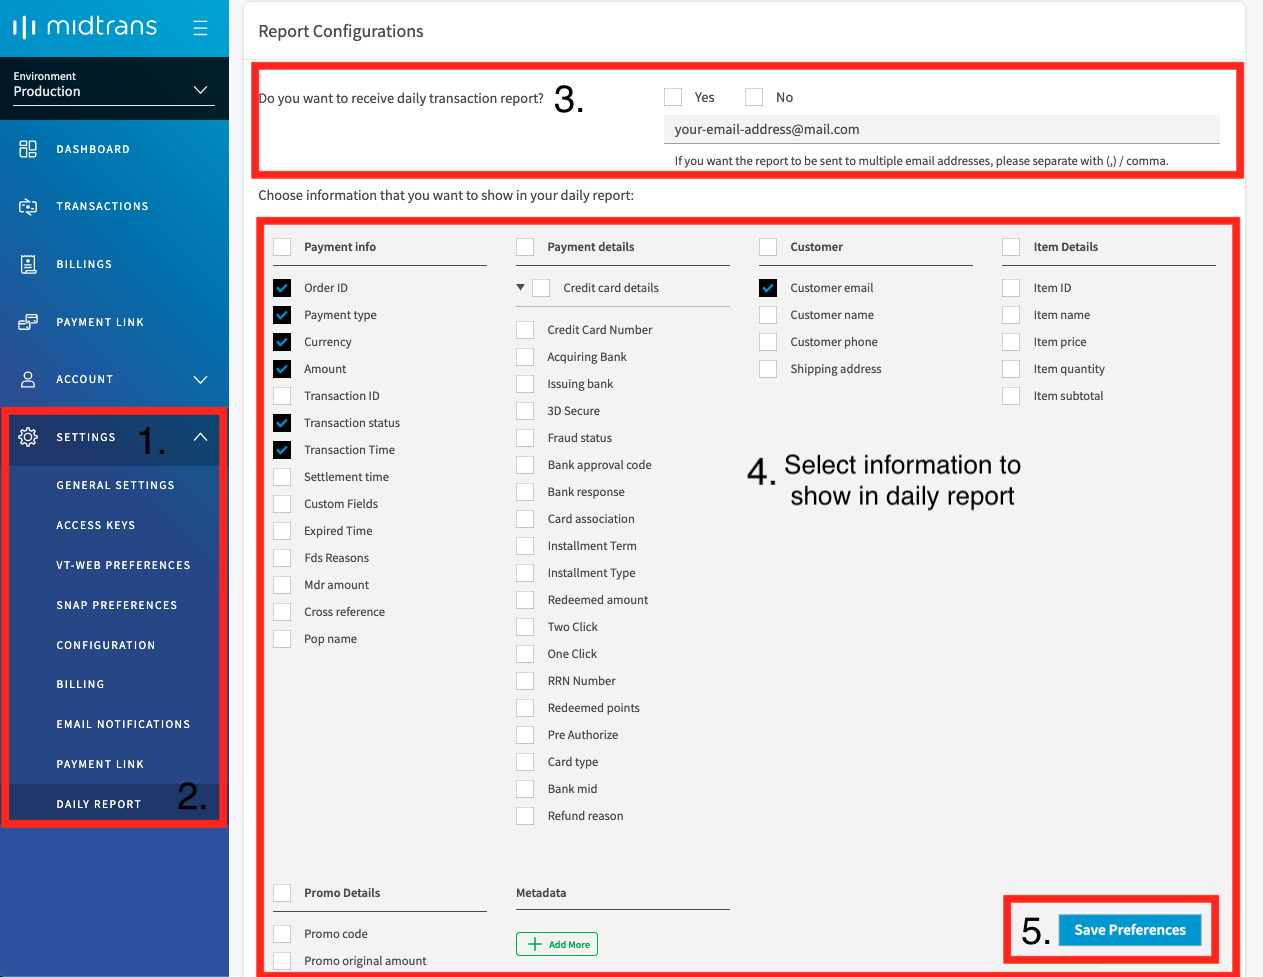 midtrans
Environment
Production
DASHBOARD
TRANSACTIONS
BILLINGS
PAYMENT LINK
ACCOUNT
SETTINGS 1.
GENERAL SETTINGS
ACCESS KEYS
VT-WEB PREFERENCES
SNAP PREFERENCES
CONFIGURATION
BILLING
EMAIL NOTIFICATIONS
PAYMENT LINK
DAILY REPORT 2.
Report Configurations
Do you want to receive daily transaction report? 3. Yes No
your-email-address@mail.com
If you want the report to be sent to multiple email addresses, please separate with (,) / comma.
Choose information that you want to show in your daily report:
Payment info
Order ID
Payment type
Currency
Amount
Transaction ID
Transaction status
Transaction Time
Settlement time
Custom Fields
Expired Time
Fds Reasons
Mdr amount
Cross reference
Pop name
Payment details
Credit card details
Credit Card Number
Acquiring Bank
Issuing bank
3D Secure
Fraud status
Bank approval code
Bank response
Card association
Installment Term
Installment Type
Redeemed amount
Two Click
One Click
RRN Number
Redeemed points
Pre Authorize
Card type
Bank mid
Refund reason
Customer
Customer email
Customer name
Customer phone
Shipping address
Item Details
Item ID
Item name
Item price
Item quantity
Item subtotal
4. Select information to
show in daily report
Promo Details
Promo code
Promo original amount
Metadata
Add More
5. Save Preferences